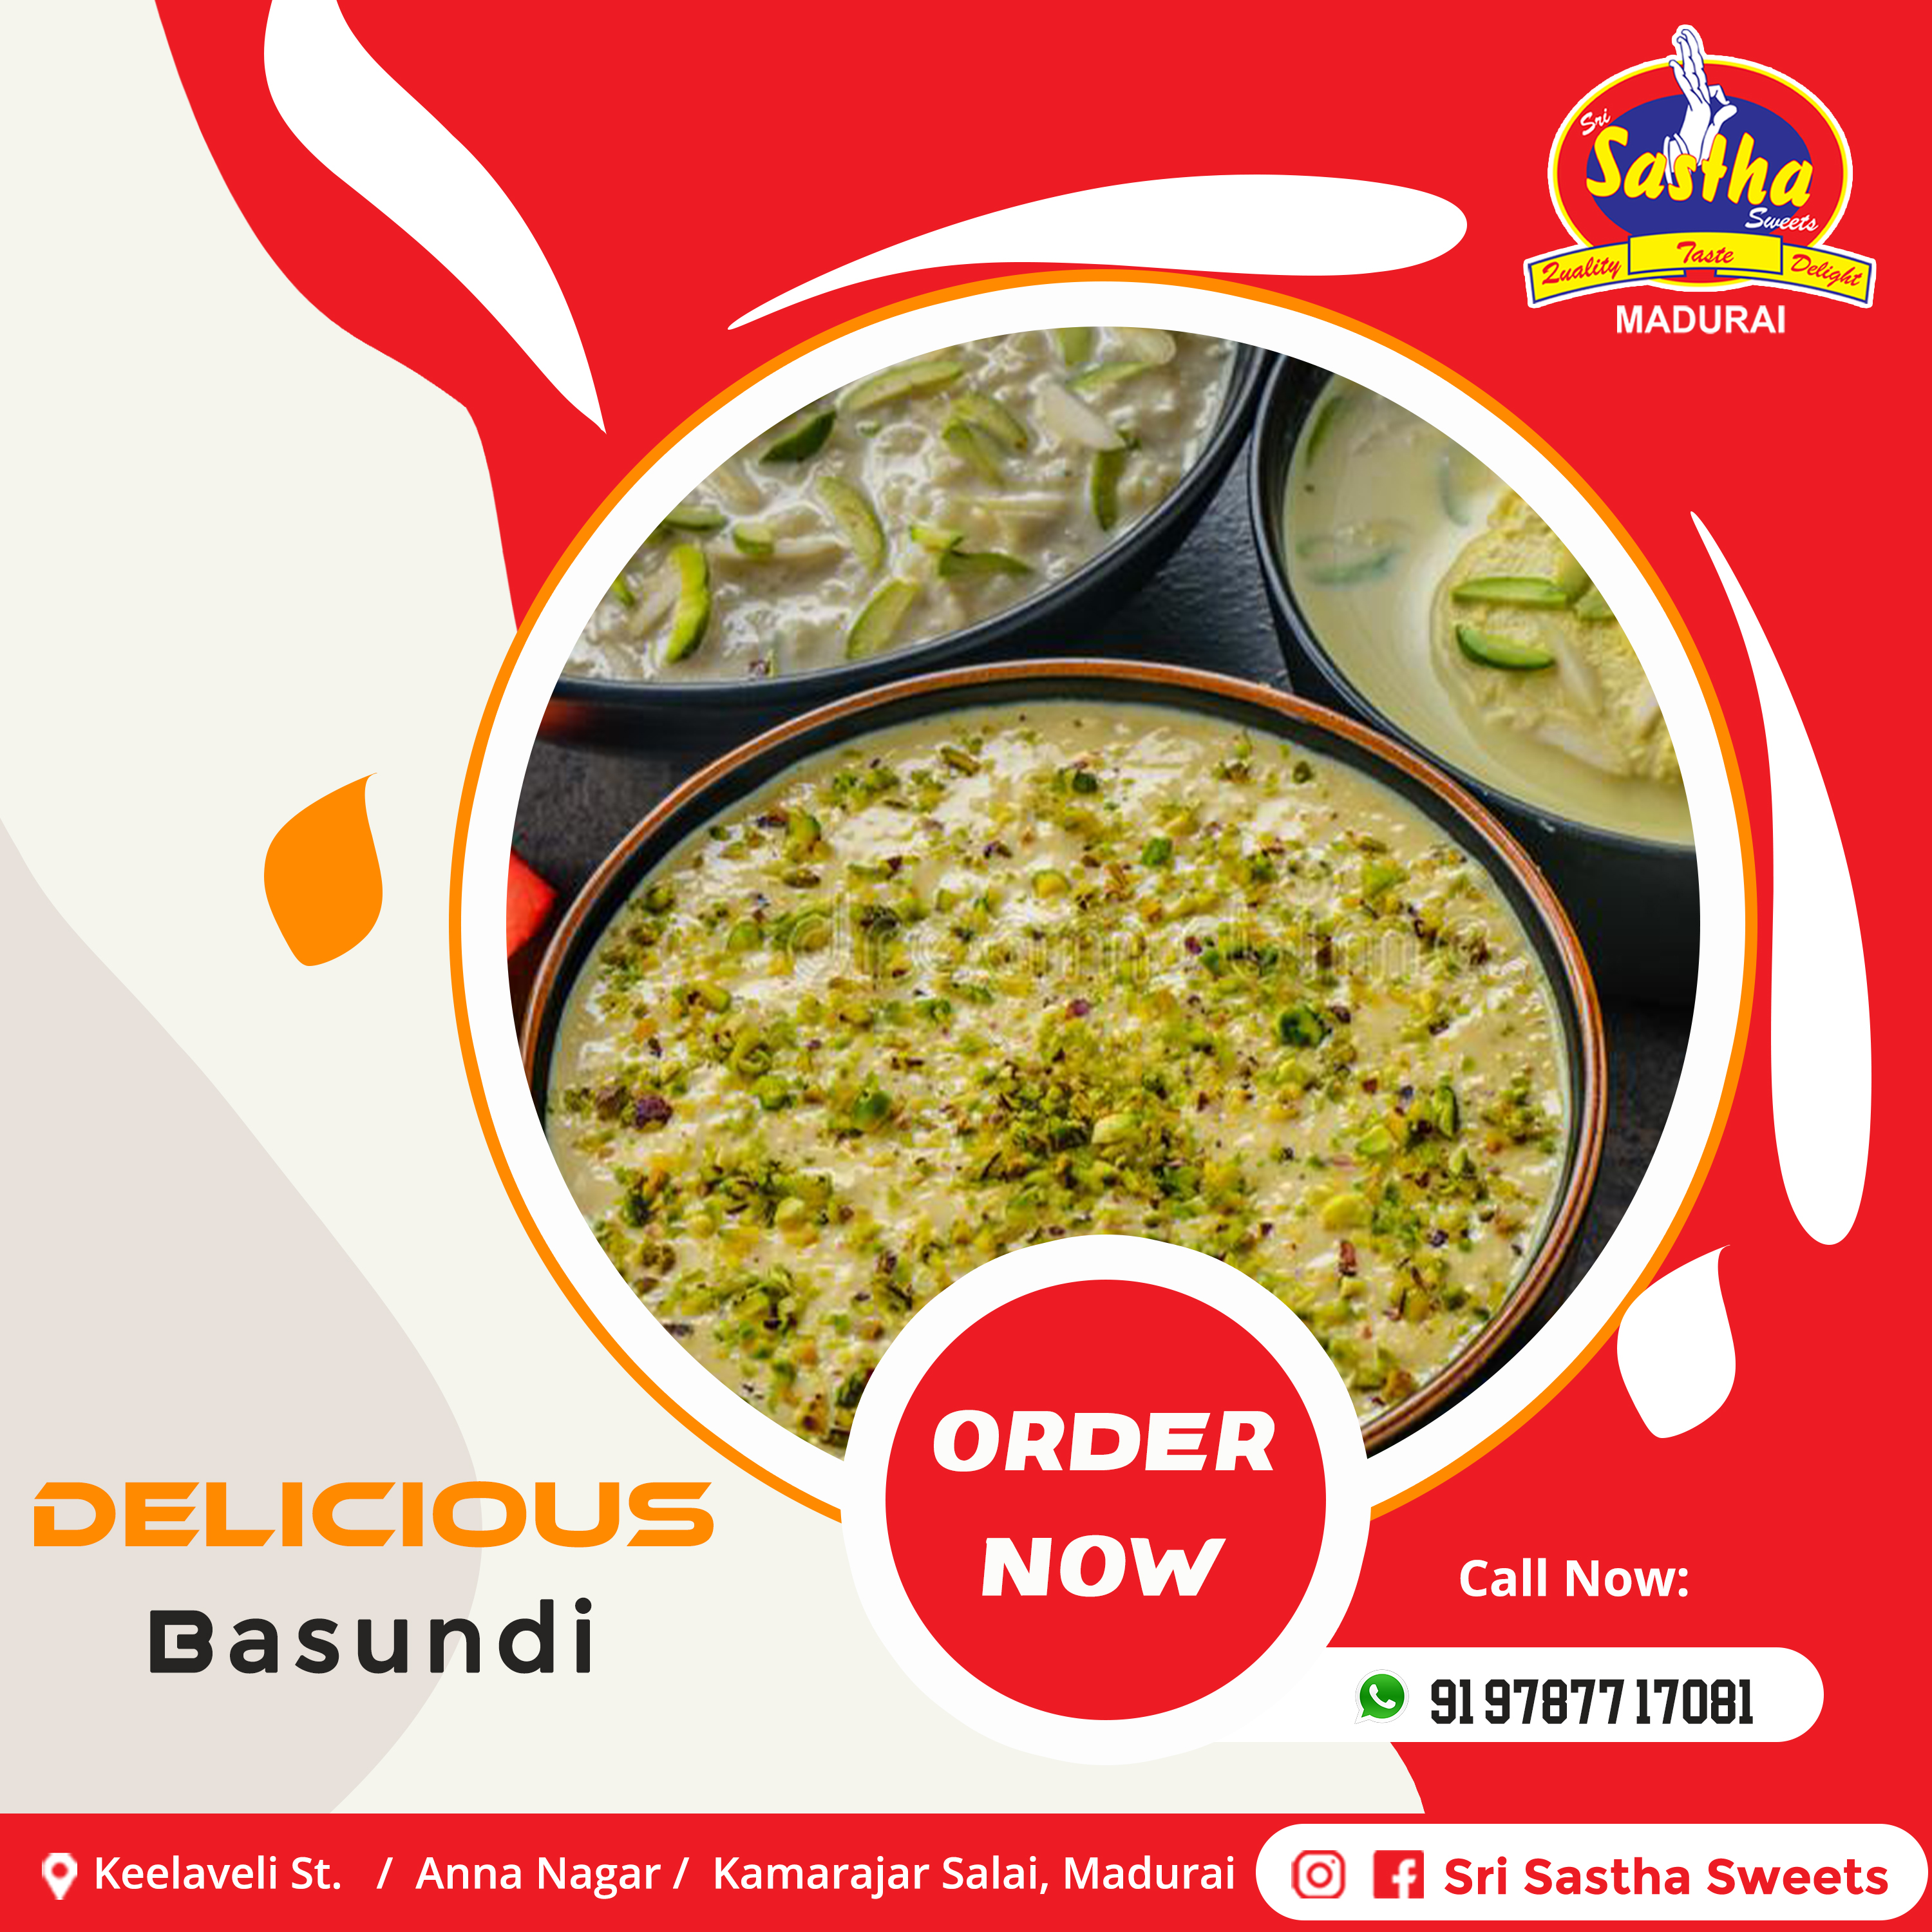 Sri
Sastha
Sweets
Quality Taste Delight
MADURAI
dreamstime
ORDER
NOW
DELICIOUS
Basundi
Call Now:
91 97877 17081
Keelaveli St. / Anna Nagar / Kamarajar Salai, Madurai
Sri Sastha Sweets